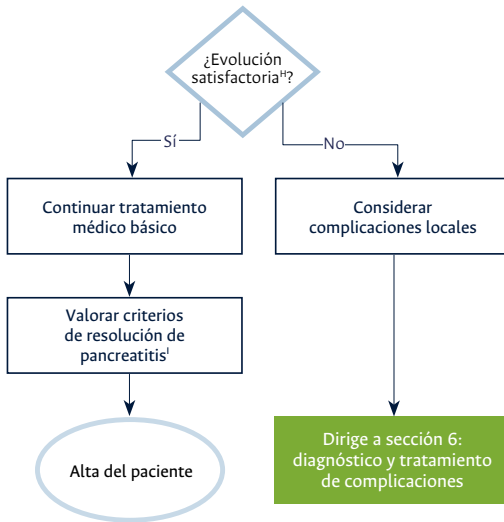 ¿Evolución
satisfactoriaᴴ?
Sí
No
Continuar tratamiento
médico básico
Considerar
complicaciones locales
Valorar criterios
de resolución de
pancreatitisᴵ
Alta del paciente
Dirige a sección 6:
diagnóstico y tratamiento
de complicaciones